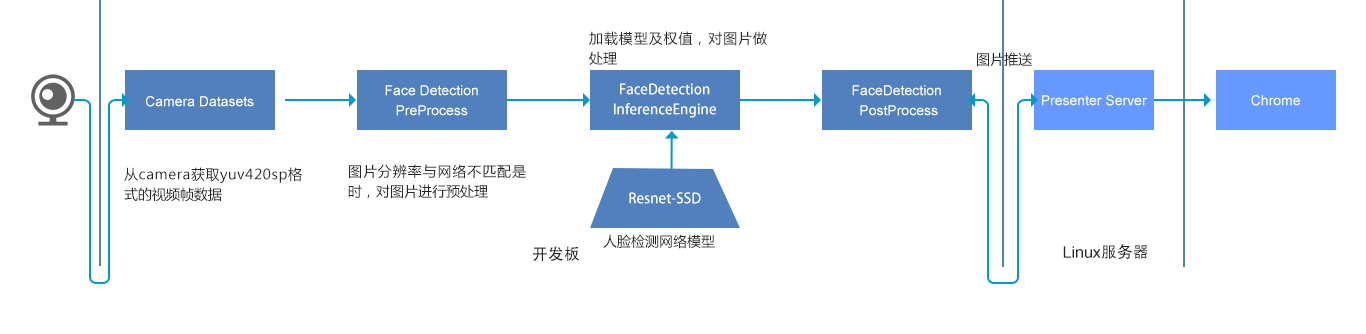 加载模型及权值，对图片做
处理
图片推送
Camera Datasets
Face Detection
PreProcess
FaceDetection
InferenceEngine
FaceDetection
PostProcess
Presenter Server
Chrome
从camera获取yuv420sp格
式的视频帧数据
图片分辨率与网络不匹配是
时，对图片进行预处理
Resnet-SSD
人脸检测网络模型
开发板
Linux服务器